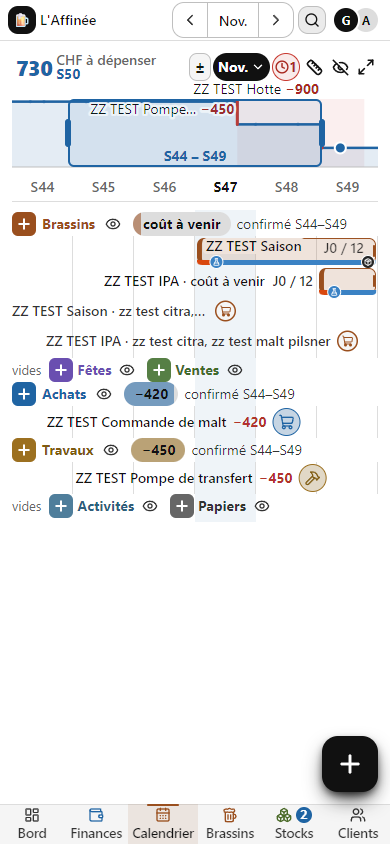 L'Affinée
Nov.
G A
730 CHF à dépenser S50
± Nov. 1
ZZ TEST Hotte −900
ZZ TEST Pompe... −450
S44 – S49
S44 S45 S46 S47 S48 S49
Brassins coût à venir confirmé S44–S49
ZZ TEST Saison J0 / 12
ZZ TEST IPA · coût à venir J0 / 12
ZZ TEST Saison · zz test citra,...
ZZ TEST IPA · zz test citra, zz test malt pilsner
vides Fêtes Ventes
Achats −420 confirmé S44–S49
ZZ TEST Commande de malt −420
Travaux −450 confirmé S44–S49
ZZ TEST Pompe de transfert −450
vides Activités Papiers
+
Bord Finances Calendrier Brassins Stocks 2 Clients